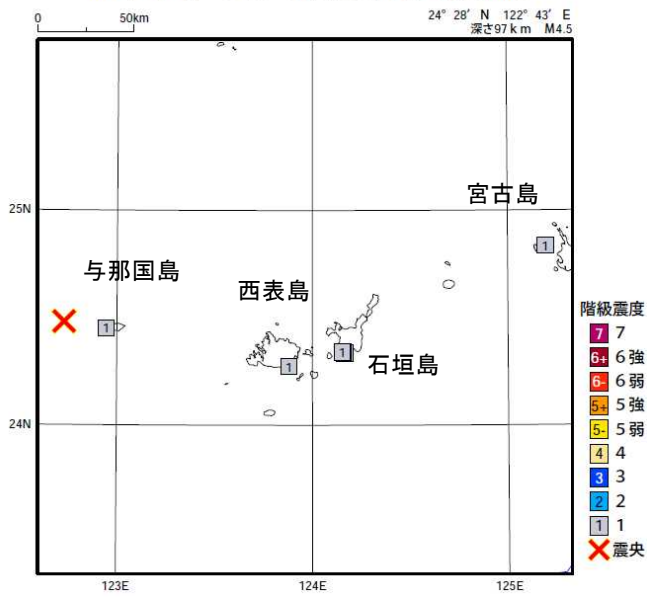 0 50km
24° 28′ N 122° 43′ E
深さ97km M4.5
宮古島
25N
1
与那国島
西表島
1
1
1
石垣島
24N
階級震度
7 7
6+ 6強
6- 6弱
5+ 5強
5- 5弱
4 4
3 3
2 2
1 1
震央
123E 124E 125E